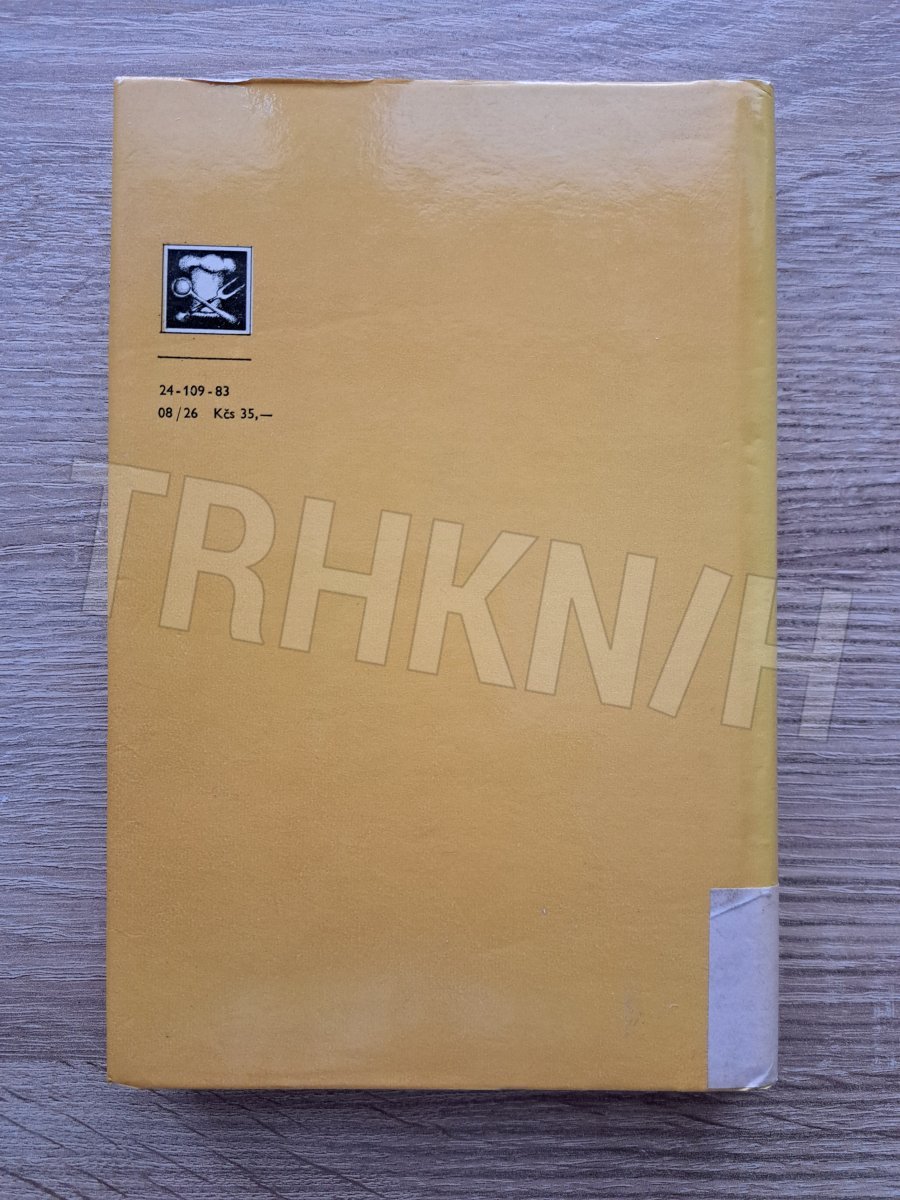 24-109-83
08/26 Kčs 35,—
TRHKNIH